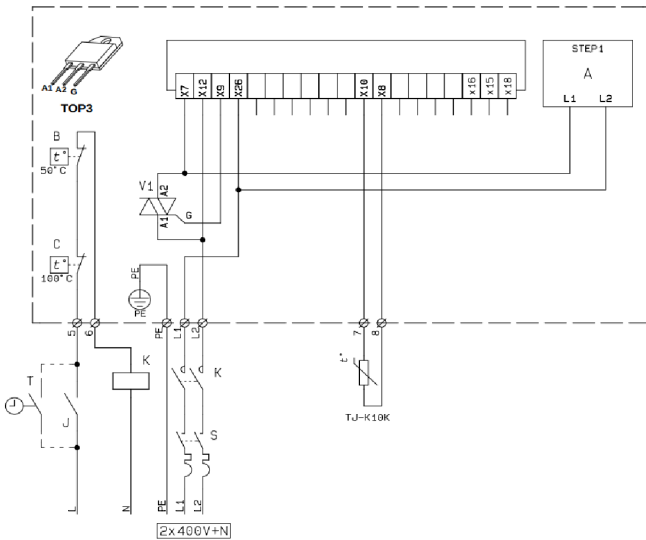 STEP1
A
L1 L2
X7 X12 X9 X26 X10 X8 x16 x15 x18
A1 A2 G
TOP3
B
t°
50°C
V1
A2
A1
G
C
t°
100°C
PE
PE
5 6 PE L1 L2 7 8
K
K
T
J
t°
TJ-K10K
S
L N PE L1 L2
2x400V+N